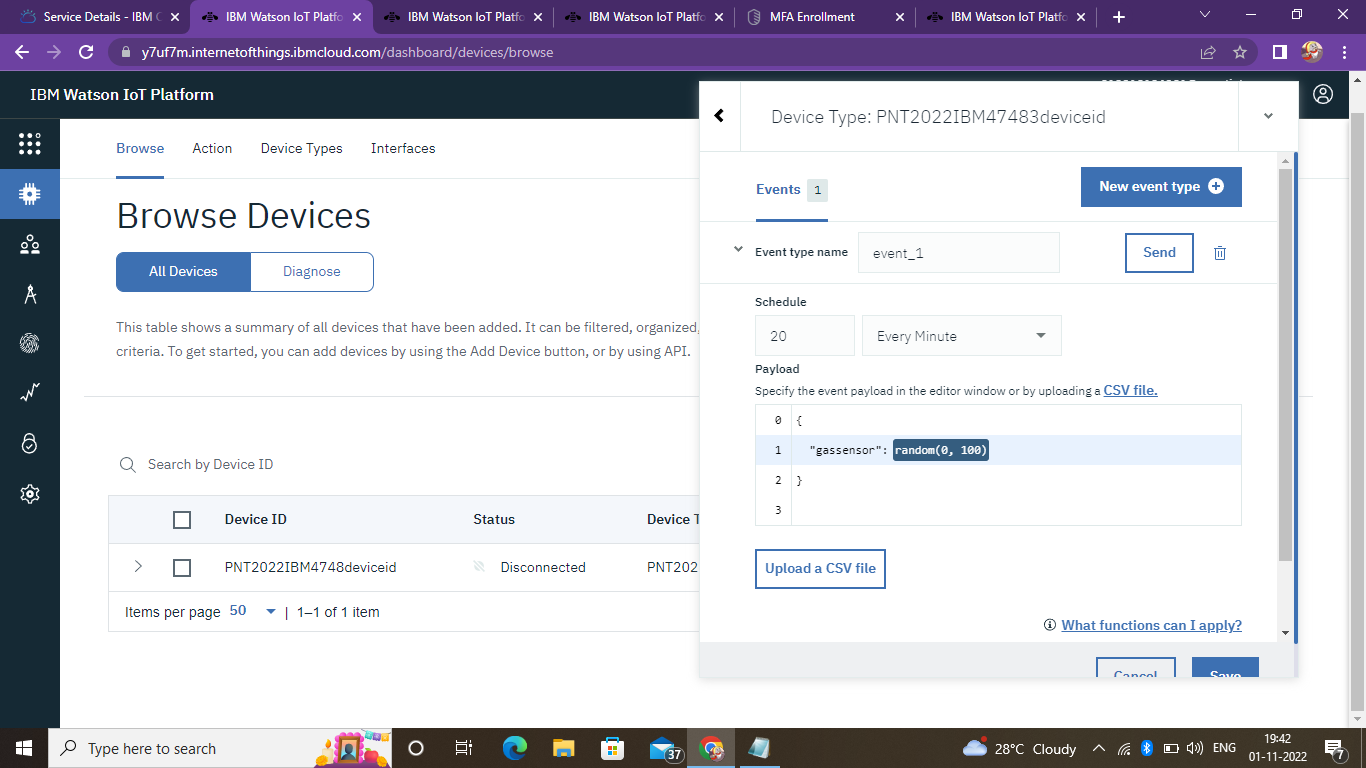 Service Details - IBM
IBM Watson IoT Platfo
IBM Watson IoT Platfo
IBM Watson IoT Platfo
MFA Enrollment
IBM Watson IoT Platfo
y7uf7m.internetofthings.ibmcloud.com/dashboard/devices/browse
IBM Watson IoT Platform
Browse
Action
Device Types
Interfaces
Browse Devices
All Devices
Diagnose
This table shows a summary of all devices that have been added. It can be filtered, organized,
criteria. To get started, you can add devices by using the Add Device button, or by using API.
Search by Device ID
Device ID
Status
Device T
PNT2022IBM4748deviceid
Disconnected
PNT202
Items per page 50 | 1–1 of 1 item
Device Type: PNT2022IBM47483deviceid
Events 1
New event type
Event type name
event_1
Send
Schedule
20
Every Minute
Payload
Specify the event payload in the editor window or by uploading a CSV file.
0 {
1 "gassensor": random(0, 100)
2 }
3
Upload a CSV file
What functions can I apply?
Cancel
Save
Type here to search
37
28°C Cloudy
ENG
19:42
01-11-2022
7